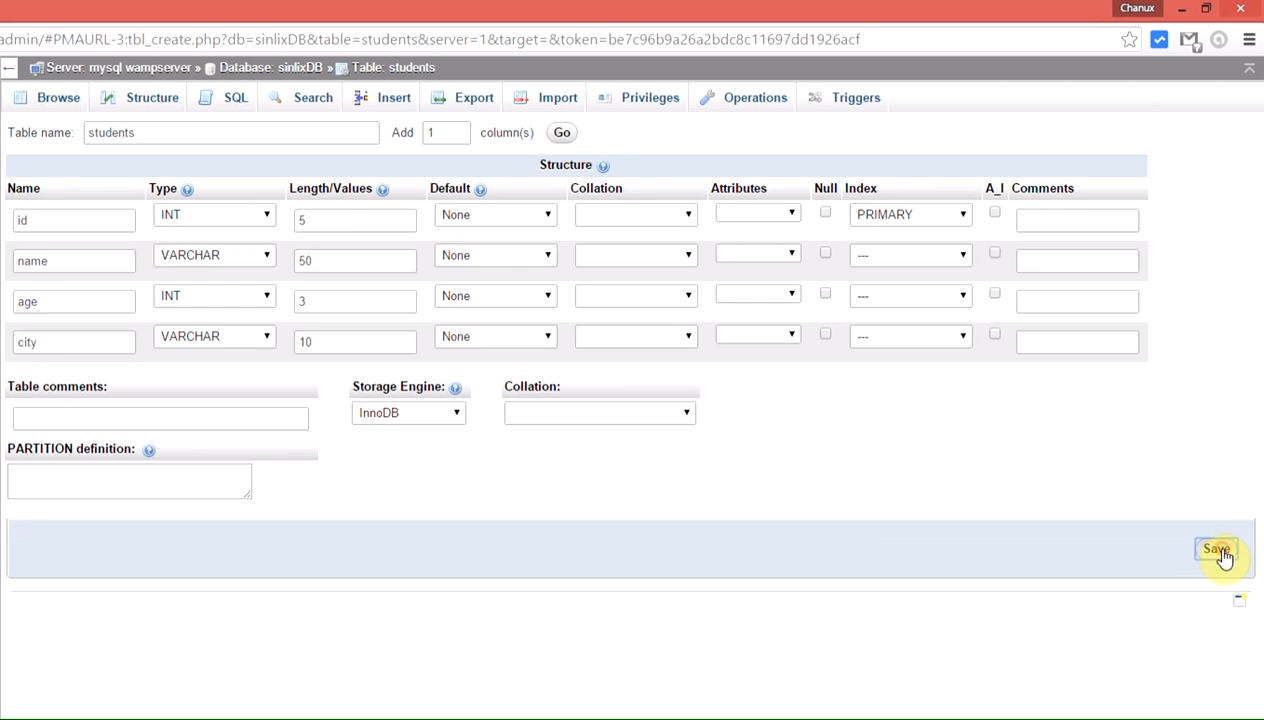 Chanux
admin/#PMAURL-3:tbl_create.php?db=sinlixDB&table=students&server=1&target=&token=be7c96b9a26a2bdc8c11697dd1926acf
Server: mysql wampserver » Database: sinlixDB » Table: students
Browse Structure SQL Search Insert Export Import Privileges Operations Triggers
Table name: students Add 1 column(s) Go
Structure
Name Type Length/Values Default Collation Attributes Null Index A_I Comments
id INT 5 None PRIMARY
name VARCHAR 50 None ---
age INT 3 None ---
city VARCHAR 10 None ---
Table comments: Storage Engine: Collation:
InnoDB
PARTITION definition:
Save